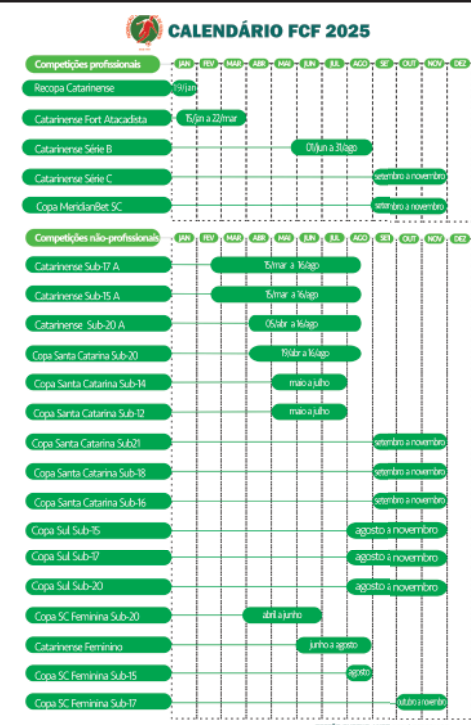 CALENDÁRIO FCF 2025
Competições profissionais JAN FEV MAR ABR MAI JUN JUL AGO SET OUT NOV DEZ
Recopa Catarinense 19/jan
Catarinense Fort Atacadista 15/jan a 22/mar
Catarinense Série B 01/jun a 31/ago
Catarinense Série C setembro a novembro
Copa MeridianBet SC setembro a novembro
Competições não-profissionais JAN FEV MAR ABR MAI JUN JUL AGO SET OUT NOV DEZ
Catarinense Sub-17 A 15/mar a 16/ago
Catarinense Sub-15 A 15/mar a 16/ago
Catarinense Sub-20 A 05/abr a 16/ago
Copa Santa Catarina Sub-20 19/abr a 16/ago
Copa Santa Catarina Sub-14 maio a julho
Copa Santa Catarina Sub-12 maio a julho
Copa Santa Catarina Sub21 setembro a novembro
Copa Santa Catarina Sub-18 setembro a novembro
Copa Santa Catarina Sub-16 setembro a novembro
Copa Sul Sub-15 agosto a novembro
Copa Sul Sub-17 agosto a novembro
Copa Sul Sub-20 agosto a novembro
Copa SC Feminina Sub-20 abril a junho
Catarinense Feminino junho a agosto
Copa SC Feminina Sub-15 agosto
Copa SC Feminina Sub-17 outubro a novembro